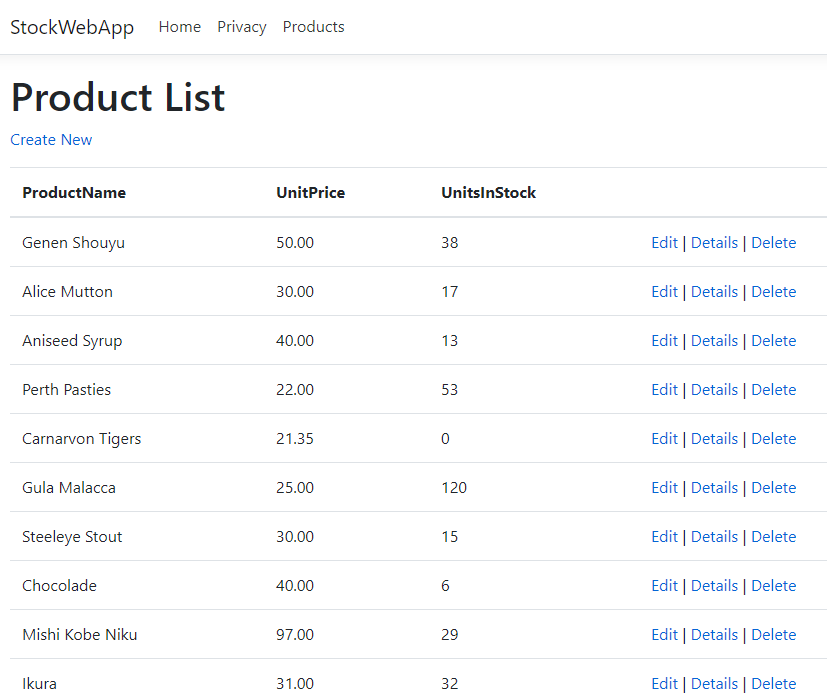 StockWebApp Home Privacy Products
Product List
Create New
ProductName UnitPrice UnitsInStock
Genen Shouyu 50.00 38 Edit | Details | Delete
Alice Mutton 30.00 17 Edit | Details | Delete
Aniseed Syrup 40.00 13 Edit | Details | Delete
Perth Pasties 22.00 53 Edit | Details | Delete
Carnarvon Tigers 21.35 0 Edit | Details | Delete
Gula Malacca 25.00 120 Edit | Details | Delete
Steeleye Stout 30.00 15 Edit | Details | Delete
Chocolade 40.00 6 Edit | Details | Delete
Mishi Kobe Niku 97.00 29 Edit | Details | Delete
Ikura 31.00 32 Edit | Details | Delete